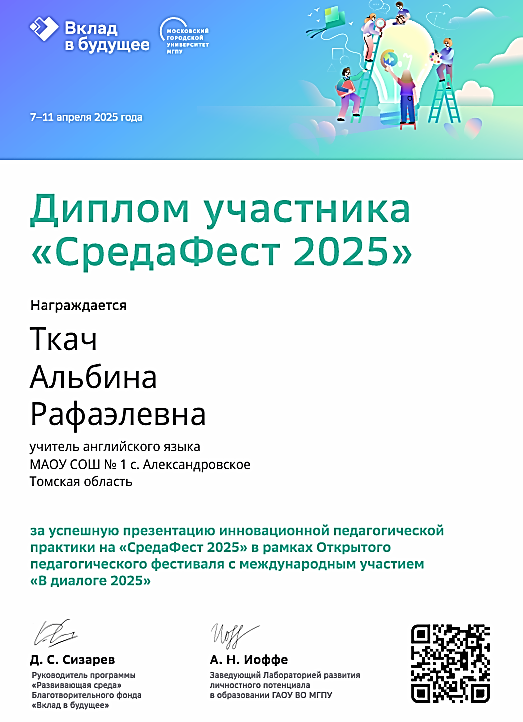 Вклад
в будущее
МОСКОВСКИЙ
ГОРОДСКОЙ
УНИВЕРСИТЕТ
МГПУ
7–11 апреля 2025 года
Диплом участника
«СредаФест 2025»
Награждается
Ткач
Альбина
Рафаэлевна
учитель английского языка
МАОУ СОШ № 1 с. Александровское
Томская область
за успешную презентацию инновационной педагогической
практики на «СредаФест 2025» в рамках Открытого
педагогического фестиваля с международным участием
«В диалоге 2025»
Д. С. Сизарев
Руководитель программы
«Развивающая среда»
Благотворительного фонда
«Вклад в будущее»
А. Н. Иоффе
Заведующий Лабораторией развития
личностного потенциала
в образовании ГАОУ ВО МГПУ